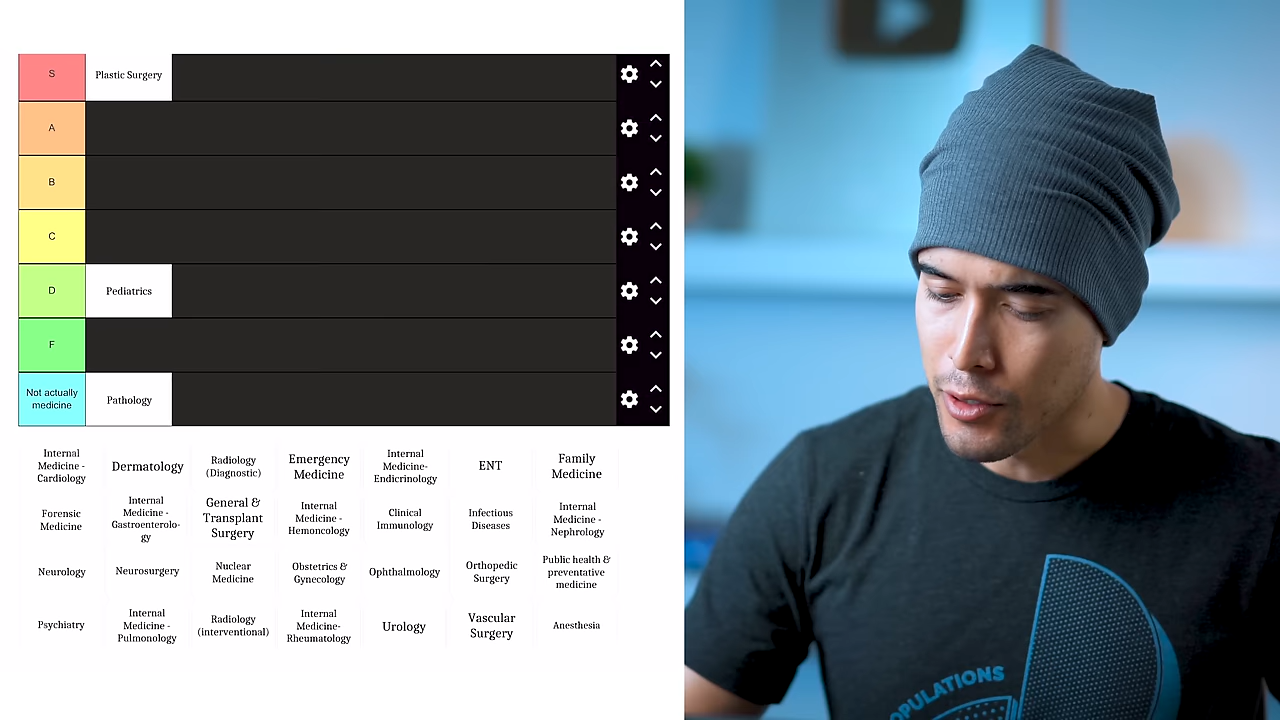 S
Plastic Surgery
A
B
C
D
Pediatrics
F
Not actually
medicine
Pathology
Internal
Medicine -
Cardiology
Dermatology
Radiology
(Diagnostic)
Emergency
Medicine
Internal
Medicine-
Endicrinology
ENT
Family
Medicine
Forensic
Medicine
Internal
Medicine -
Gastroenterolo-
gy
General &
Transplant
Surgery
Internal
Medicine -
Hemoncology
Clinical
Immunology
Infectious
Diseases
Internal
Medicine -
Nephrology
Neurology
Neurosurgery
Nuclear
Medicine
Obstetrics &
Gynecology
Ophthalmology
Orthopedic
Surgery
Public health &
preventative
medicine
Psychiatry
Internal
Medicine -
Pulmonology
Radiology
(interventional)
Internal
Medicine-
Rheumatology
Urology
Vascular
Surgery
Anesthesia
OPULATIONS